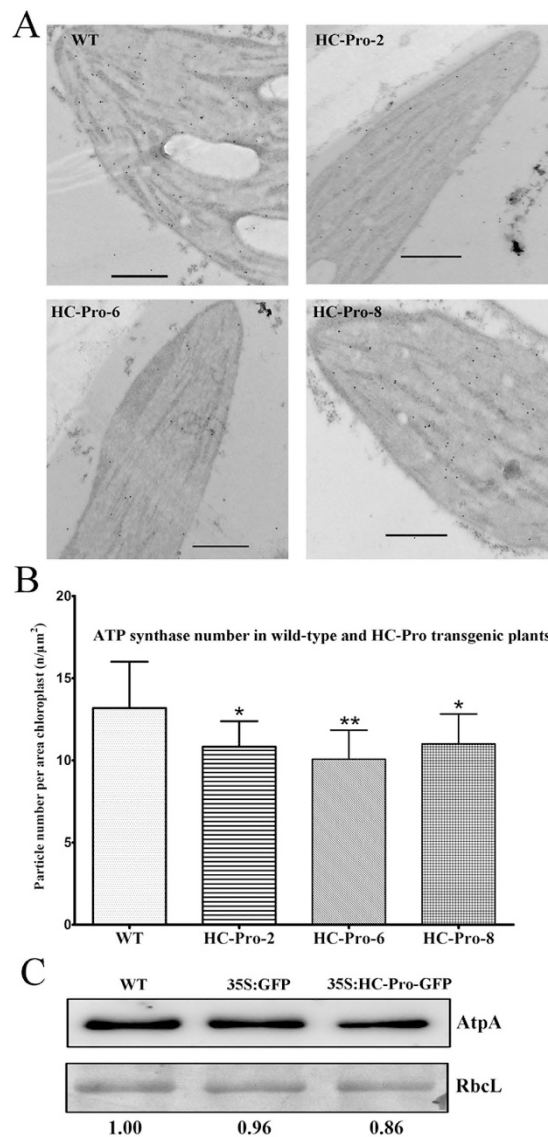 A
WT
HC-Pro-2
HC-Pro-6
HC-Pro-8
B
ATP synthase number in wild-type and HC-Pro transgenic plants
Particle number per area chloroplast (n/μm²)
20
15
10
5
0
*
**
*
WT
HC-Pro-2
HC-Pro-6
HC-Pro-8
C
WT 35S:GFP 35S:HC-Pro-GFP
AtpA
RbcL
1.00 0.96 0.86